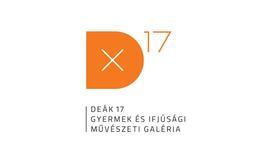 17
DEÁK 17
GYERMEK ÉS IFJÚSÁGI
MŰVÉSZETI GALÉRIA